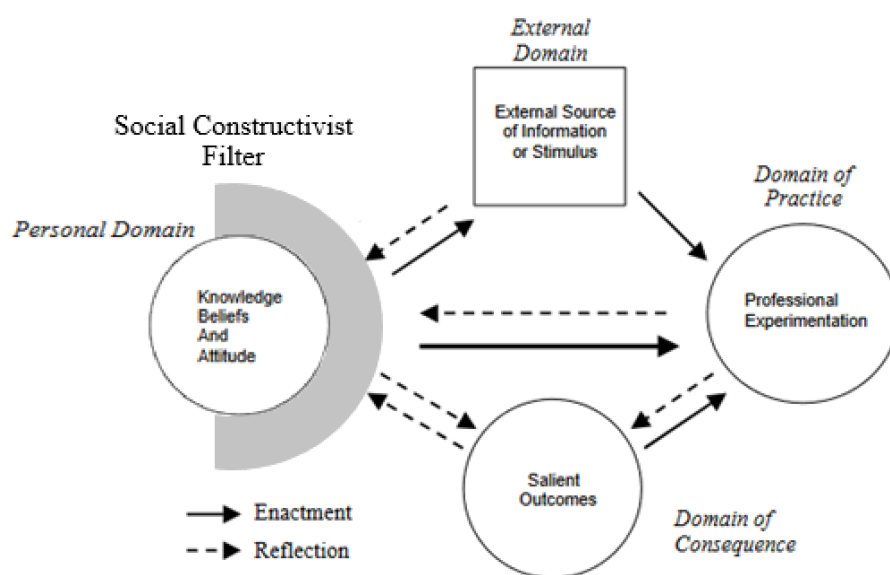 External
Domain
External Source
of Information
or Stimulus
Social Constructivist
Filter
Domain of
Practice
Personal Domain
Knowledge
Beliefs
And
Attitude
Professional
Experimentation
Salient
Outcomes
Enactment
Reflection
Domain of
Consequence